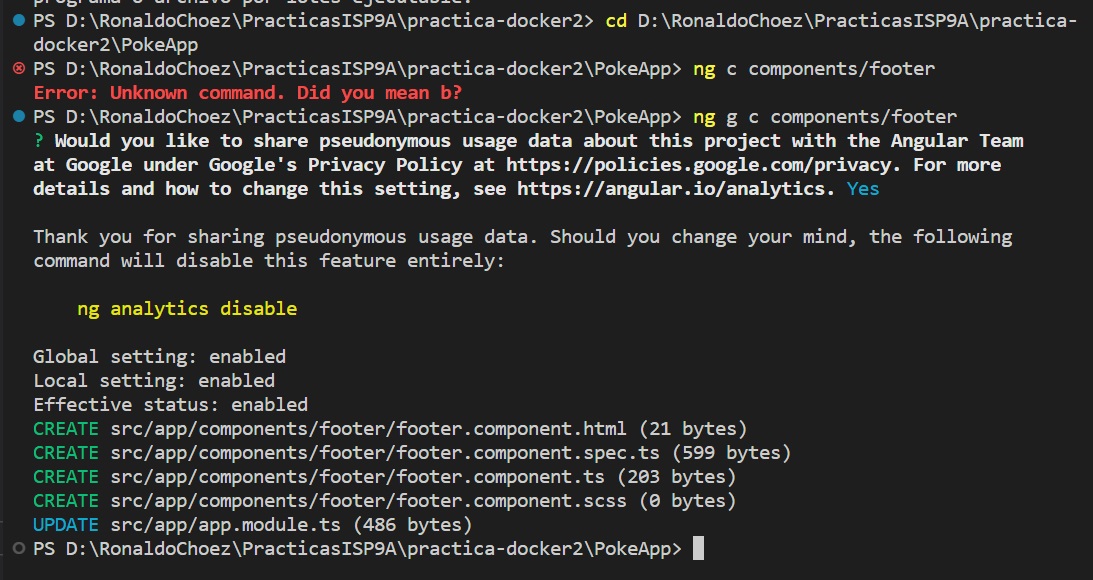 PS D:\RonaldoChoez\PracticasISP9A\practica-docker2> cd D:\RonaldoChoez\PracticasISP9A\practica-
docker2\PokeApp
PS D:\RonaldoChoez\PracticasISP9A\practica-docker2\PokeApp> ng c components/footer
Error: Unknown command. Did you mean b?
PS D:\RonaldoChoez\PracticasISP9A\practica-docker2\PokeApp> ng g c components/footer
? Would you like to share pseudonymous usage data about this project with the Angular Team
at Google under Google's Privacy Policy at https://policies.google.com/privacy. For more
details and how to change this setting, see https://angular.io/analytics. Yes
Thank you for sharing pseudonymous usage data. Should you change your mind, the following
command will disable this feature entirely:
ng analytics disable
Global setting: enabled
Local setting: enabled
Effective status: enabled
CREATE src/app/components/footer/footer.component.html (21 bytes)
CREATE src/app/components/footer/footer.component.spec.ts (599 bytes)
CREATE src/app/components/footer/footer.component.ts (203 bytes)
CREATE src/app/components/footer/footer.component.scss (0 bytes)
UPDATE src/app/app.module.ts (486 bytes)
PS D:\RonaldoChoez\PracticasISP9A\practica-docker2\PokeApp>